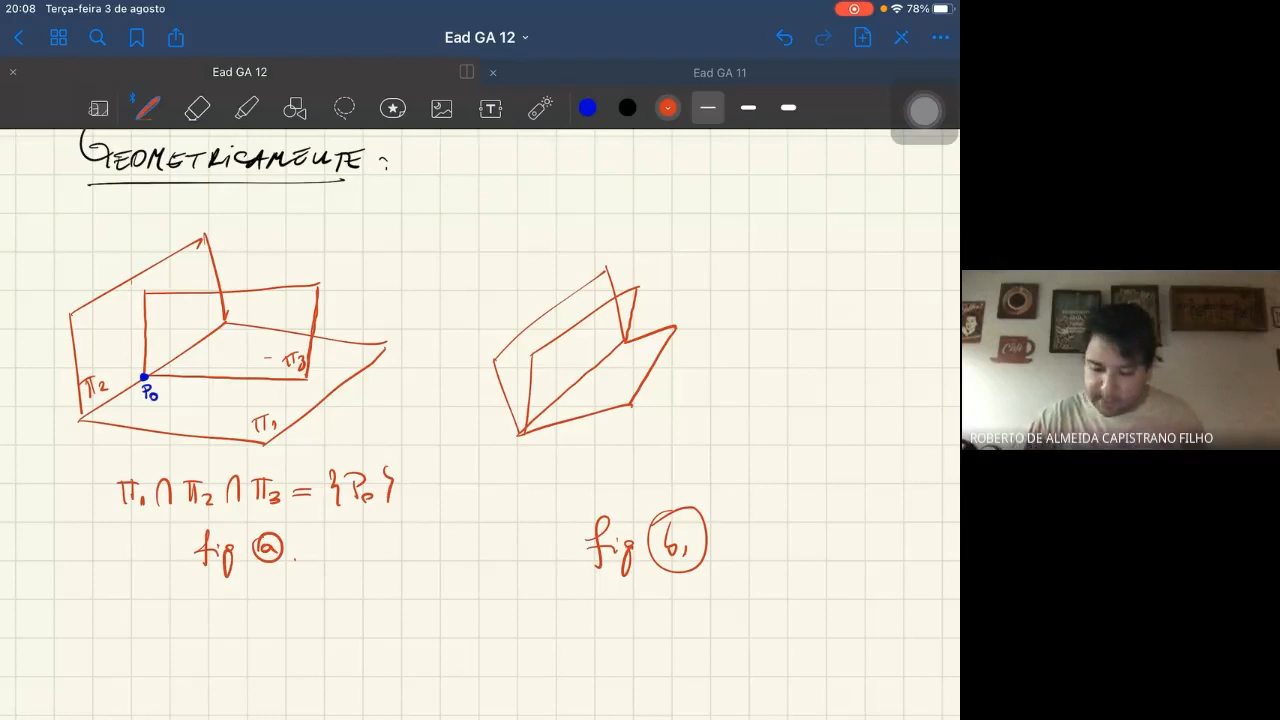 20:08 Terça-feira 3 de agosto
78%
Ead GA 12
Ead GA 12
Ead GA 11
GEOMETRICAMENTE:
π₂
P₀
π₃
π₁
π₁ ∩ π₂ ∩ π₃ = {P₀}
fig a.
fig b,
ROBERTO DE ALMEIDA CAPISTRANO FILHO